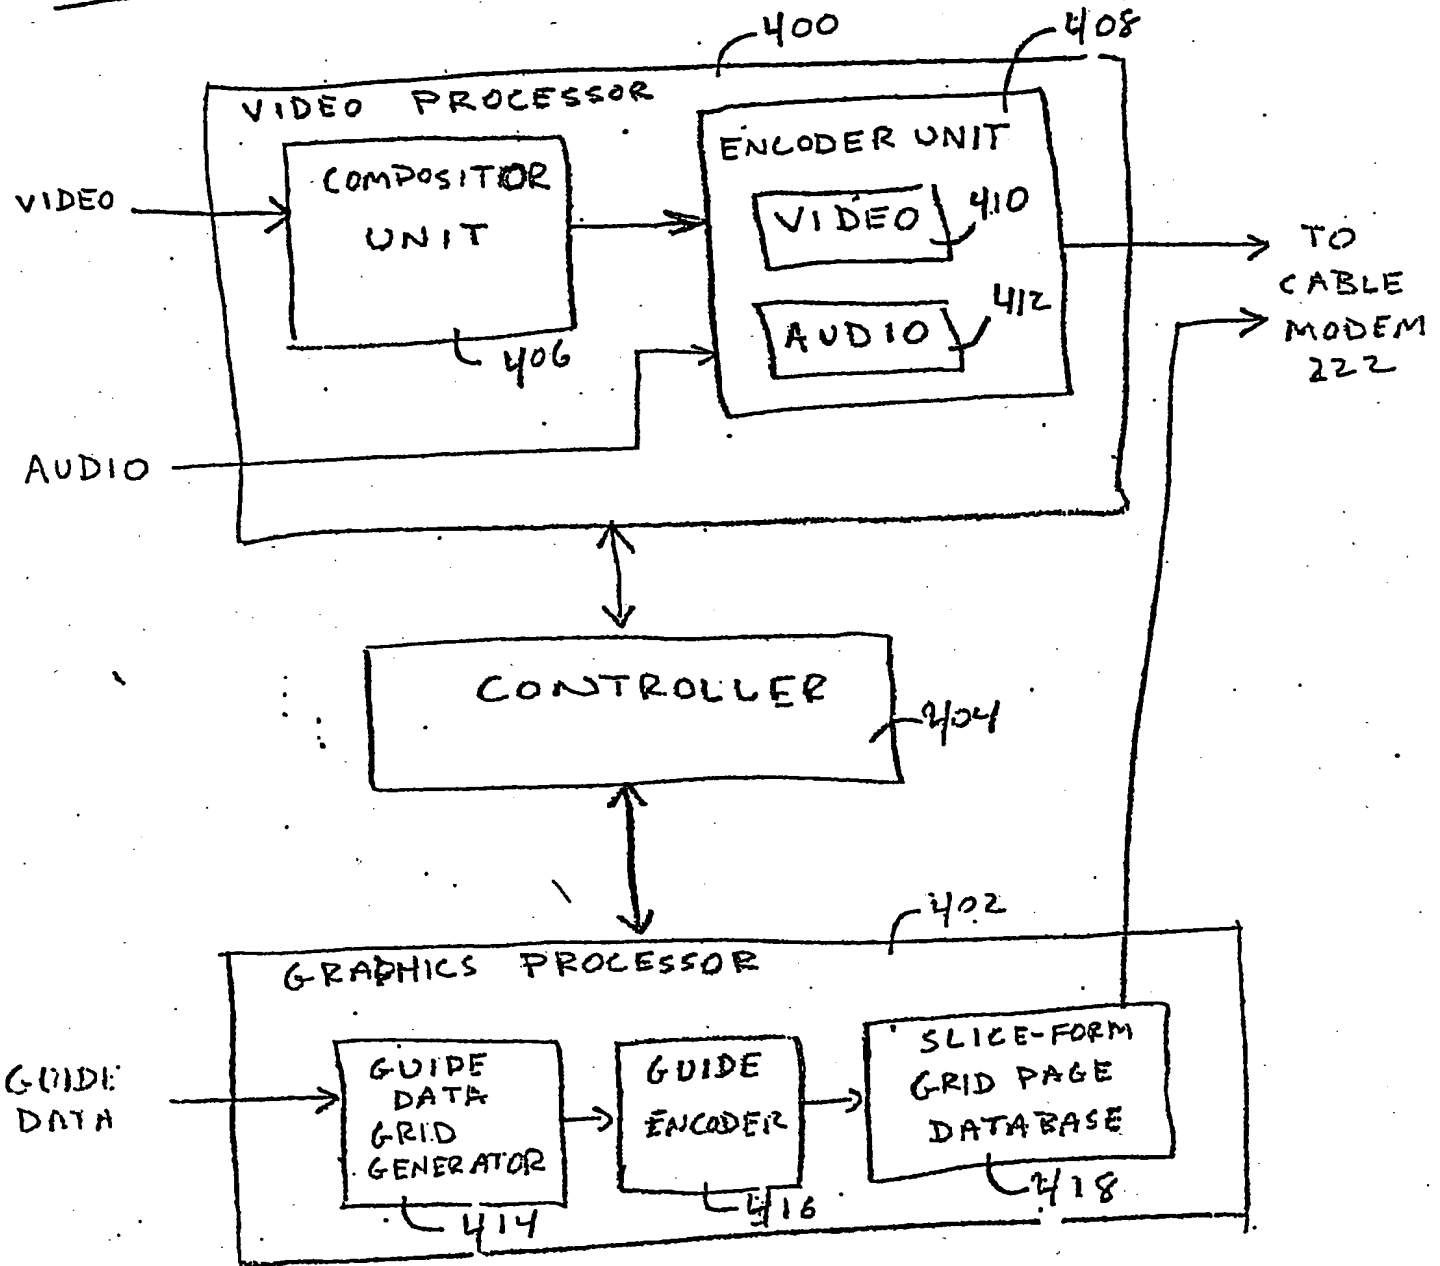 400
408
VIDEO PROCESSOR
ENCODER UNIT
COMPOSITOR
UNIT
VIDEO
VIDEO
410
TO
CABLE
MODEM
222
AUDIO
412
406
AUDIO
CONTROLLER
404
402
GRAPHICS PROCESSOR
GUIDE
DATA
GUIDE
DATA
GRID
GENERATOR
GUIDE
ENCODER
SLICE-FORM
GRID PAGE
DATABASE
414
416
418